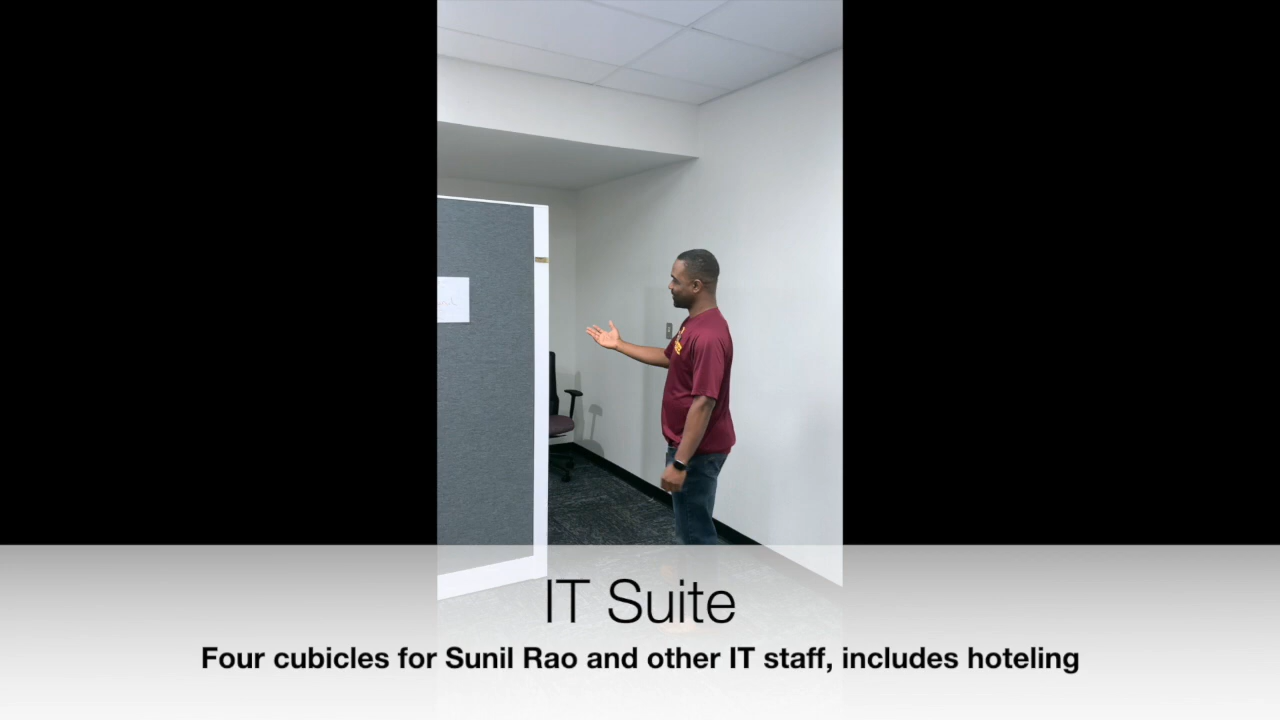 IT Suite
Four cubicles for Sunil Rao and other IT staff, includes hoteling